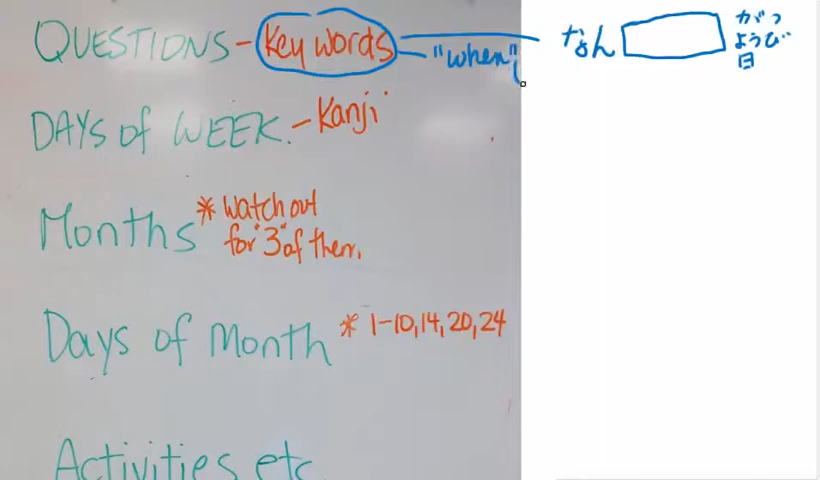 QUESTIONS - Key words
"when"
なん
がつ
ようび
日
DAYS of WEEK. - Kanji
Months * watch out
for "3" of them.
Days of Month * 1-10, 14, 20, 24
Activities etc